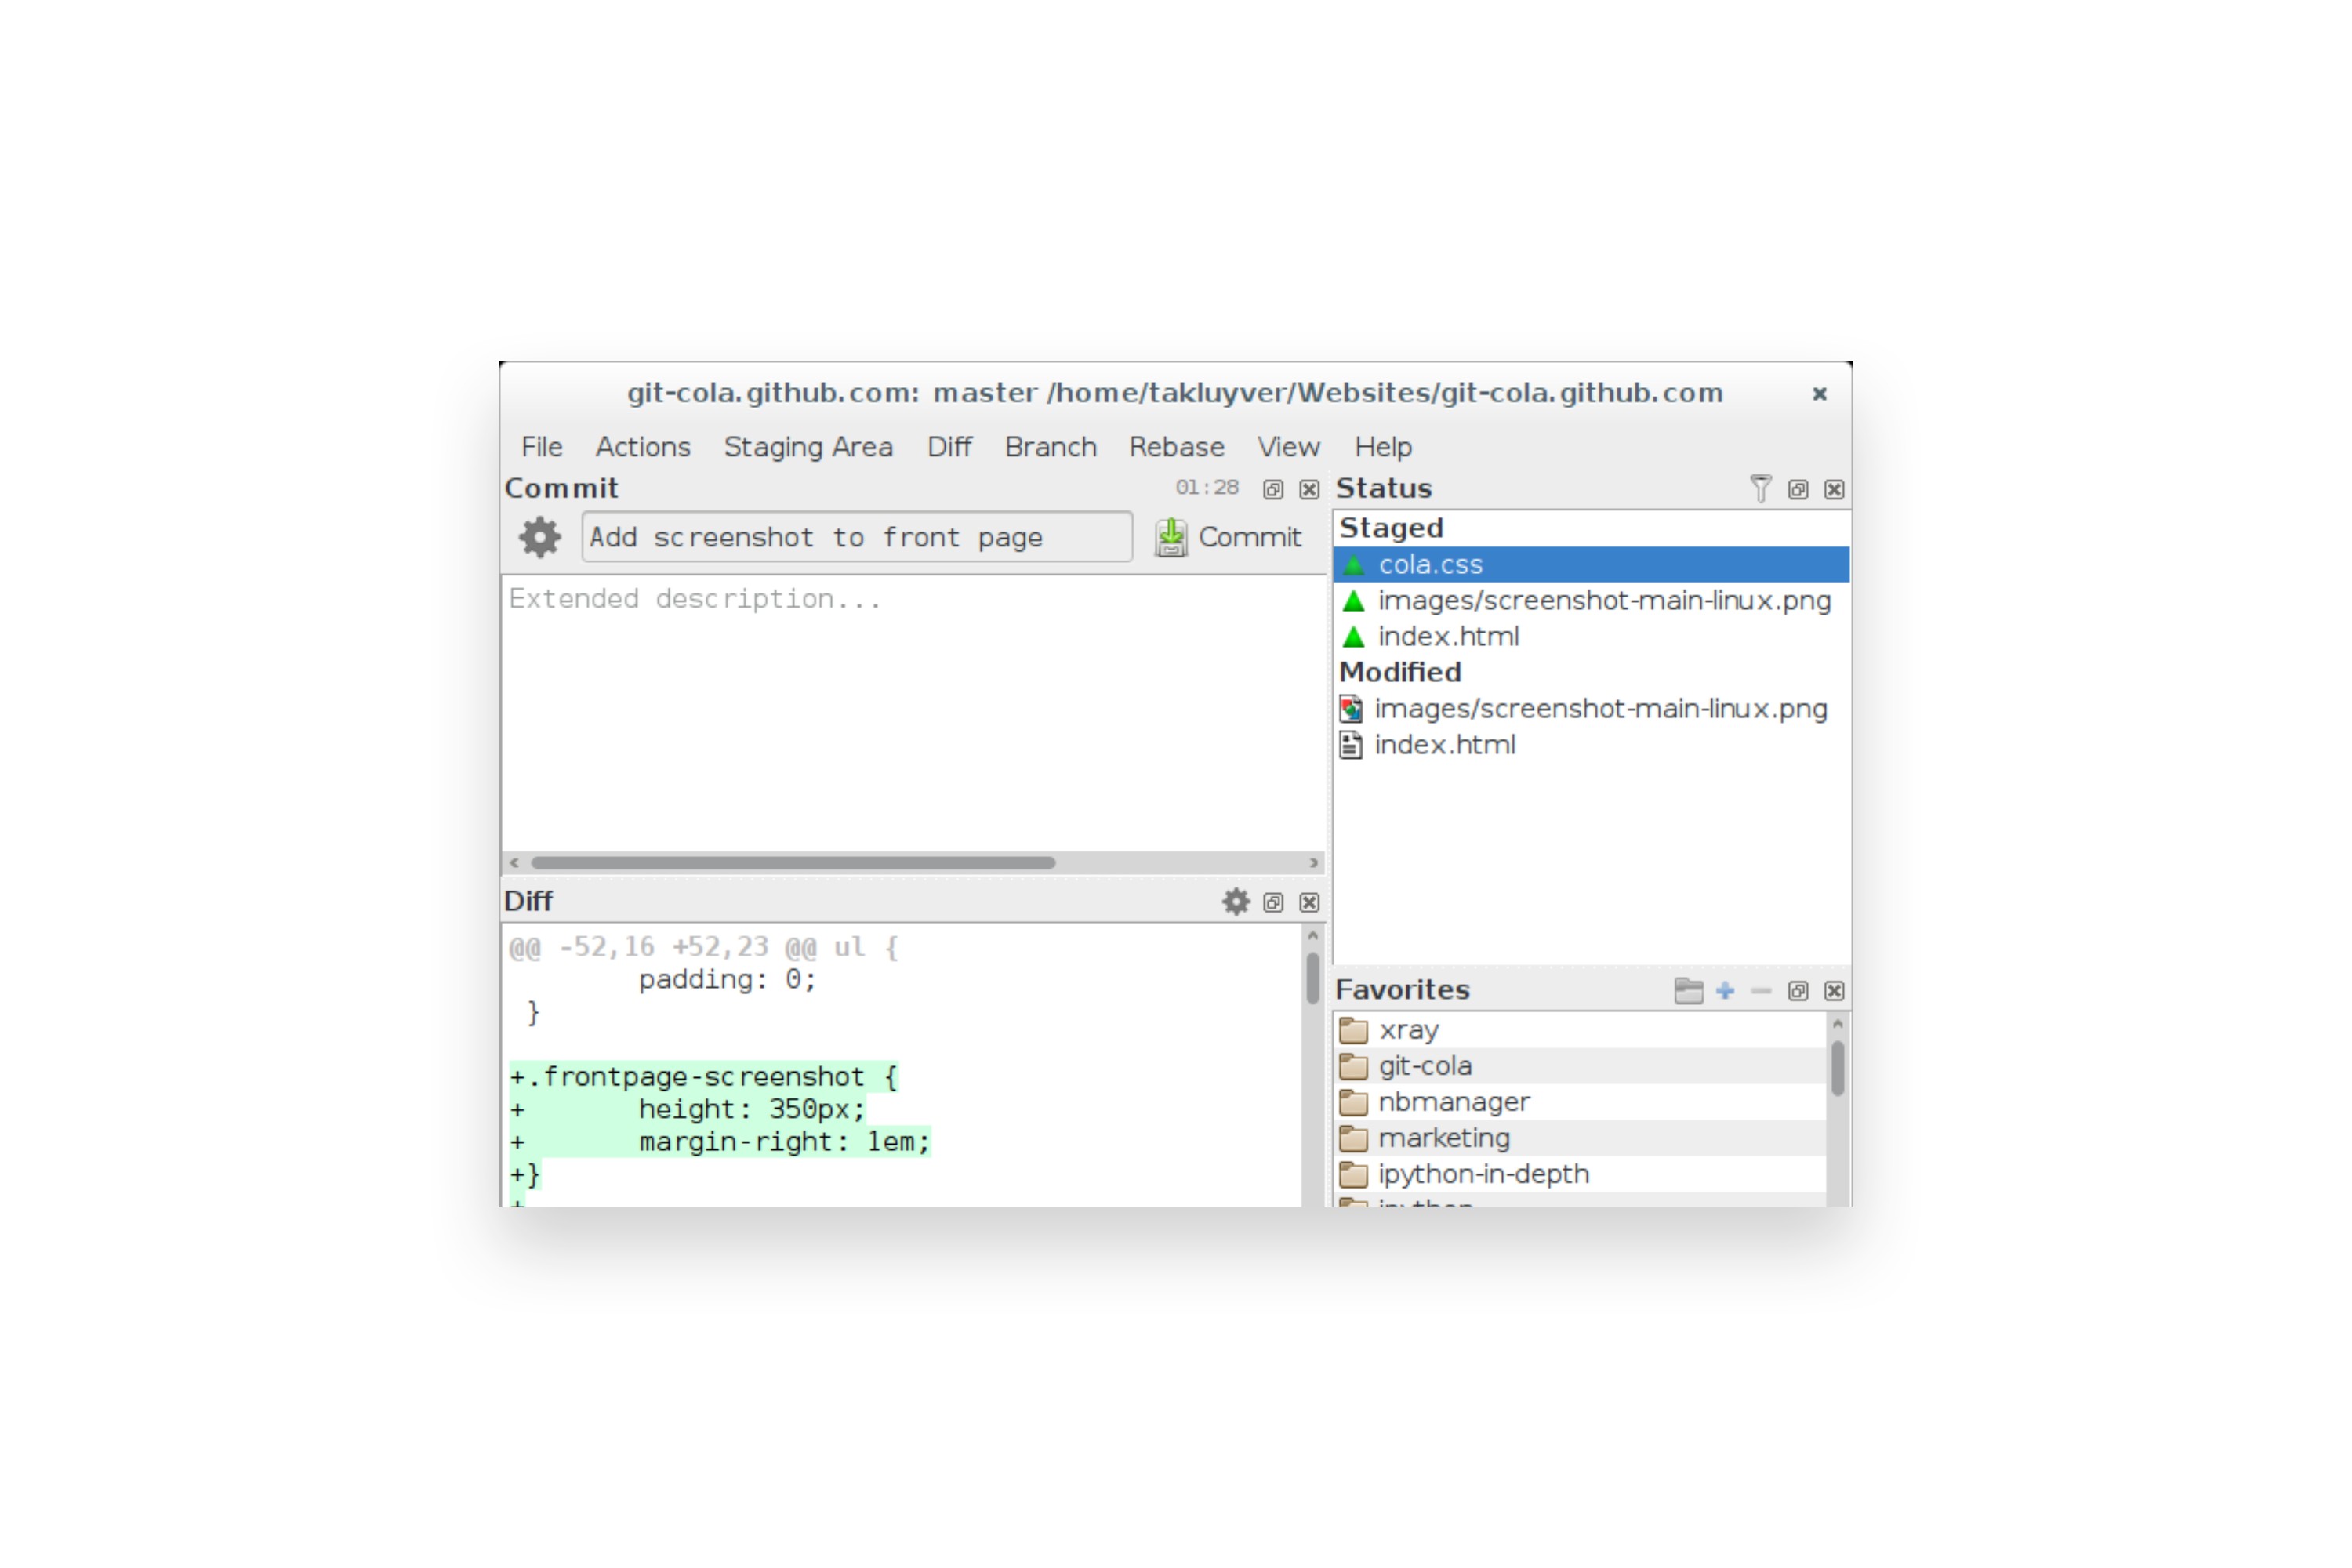 git-cola.github.com: master /home/takluyver/Websites/git-cola.github.com
File Actions Staging Area Diff Branch Rebase View Help
Commit 01:28
Add screenshot to front page Commit
Extended description...
Diff
@@ -52,16 +52,23 @@ ul {
padding: 0;
}
+.frontpage-screenshot {
+ height: 350px;
+ margin-right: 1em;
+}
+
Status
Staged
cola.css
images/screenshot-main-linux.png
index.html
Modified
images/screenshot-main-linux.png
index.html
Favorites
xray
git-cola
nbmanager
marketing
ipython-in-depth
ipython